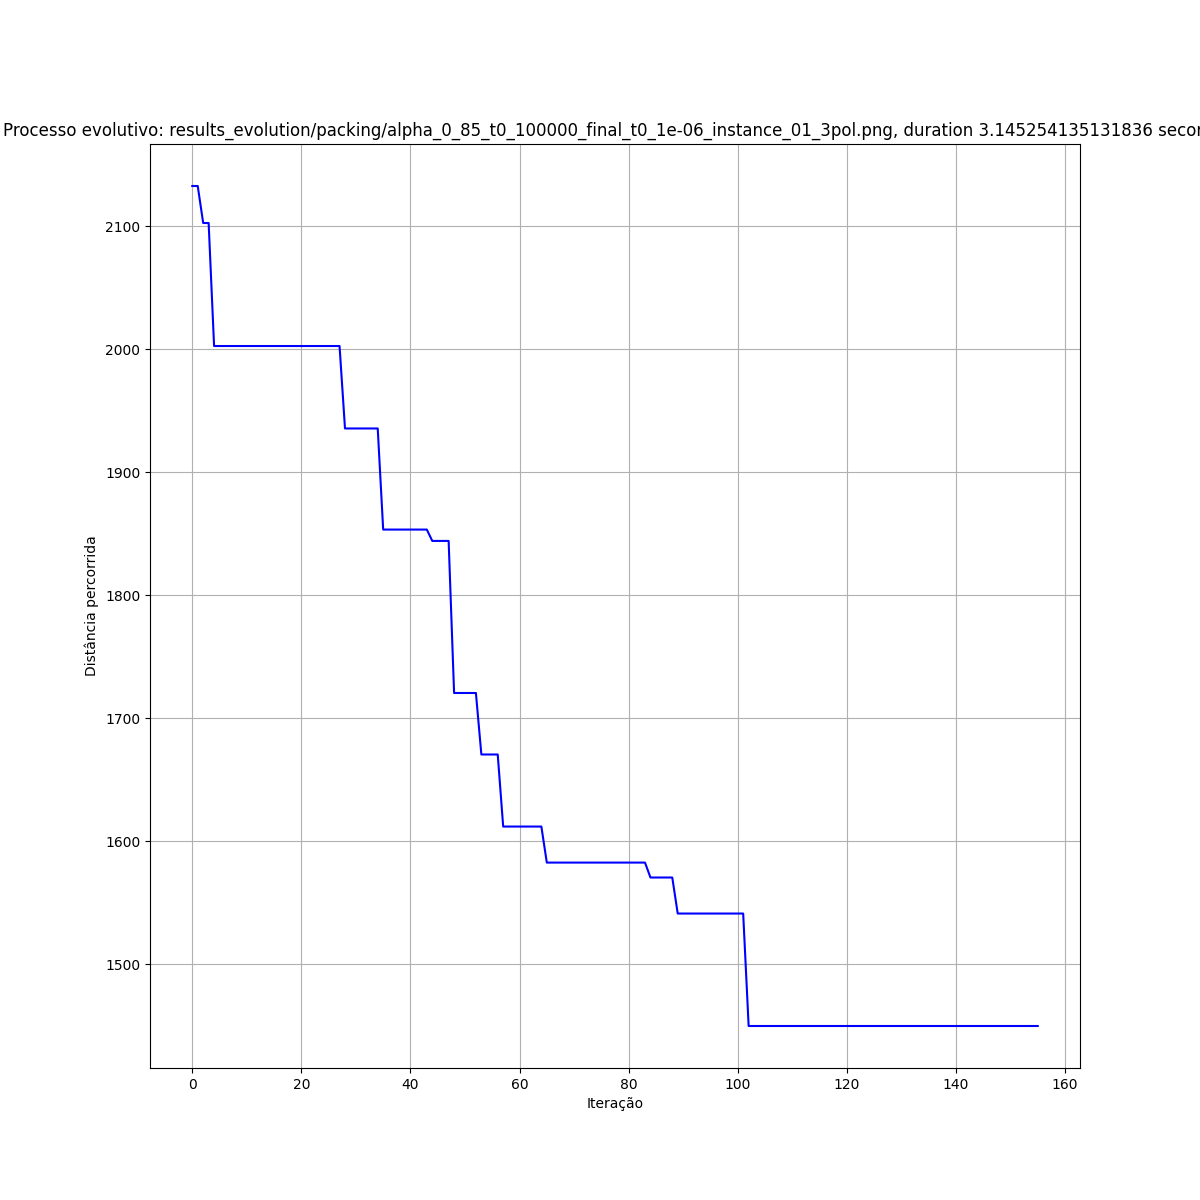 Processo evolutivo: results_evolution/packing/alpha_0_85_t0_100000_final_t0_1e-06_instance_01_3pol.png, duration 3.145254135131836
2100
2000
1900
1800
1700
1600
1500
Distância percorrida
0 20 40 60 80 100 120 140 160
Iteração